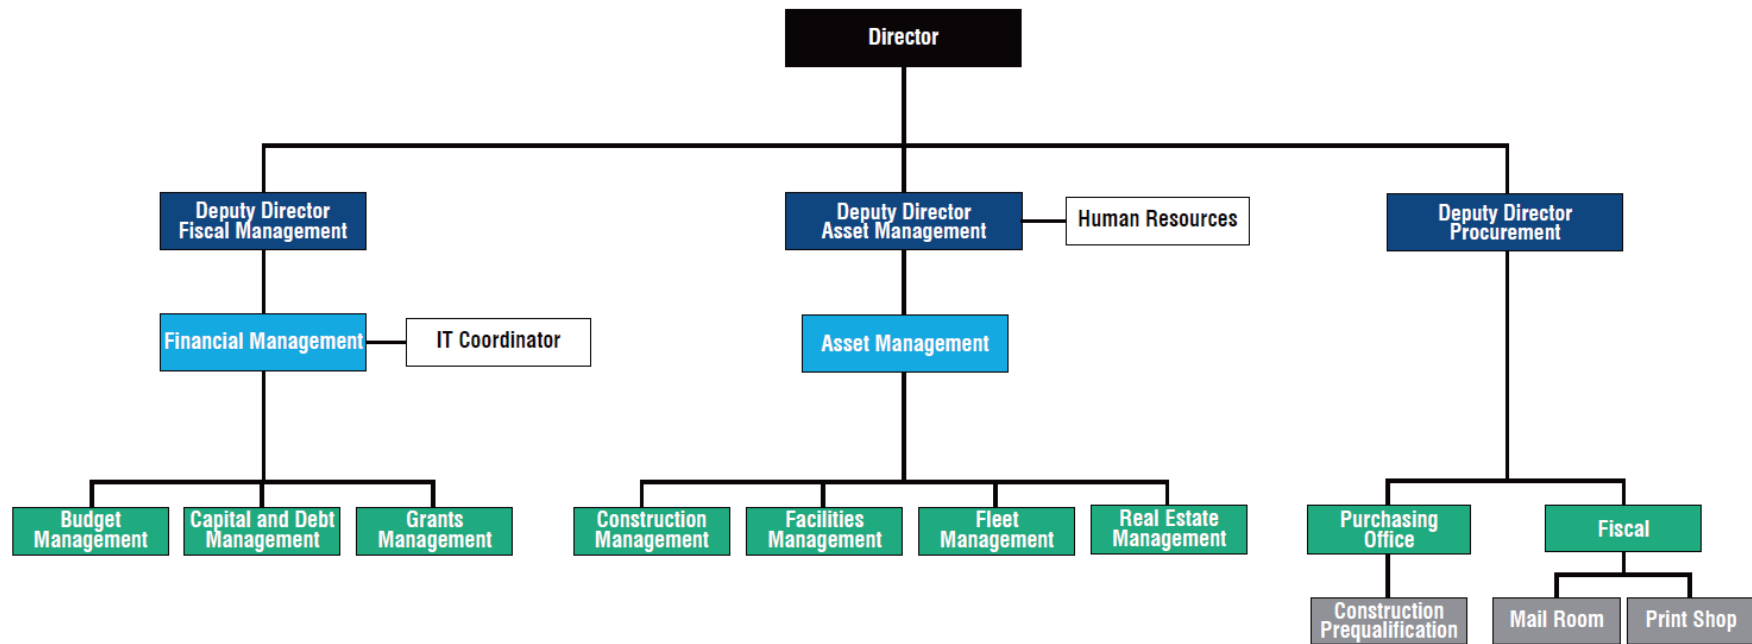 Director
Deputy Director
Fiscal Management
Deputy Director
Asset Management
Human Resources
Deputy Director
Procurement
Financial Management
IT Coordinator
Asset Management
Budget
Management
Capital and Debt
Management
Grants
Management
Construction
Management
Facilities
Management
Fleet
Management
Real Estate
Management
Purchasing
Office
Fiscal
Construction
Prequalification
Mail Room
Print Shop